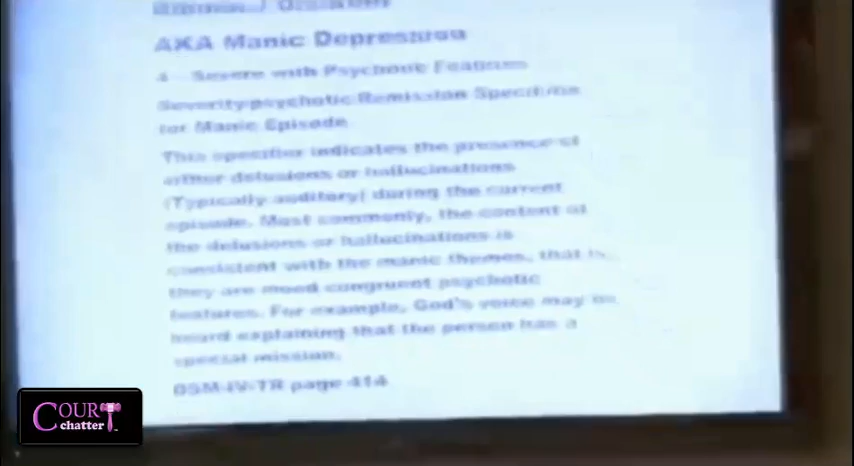 Bipolar I Disorder
AKA Manic Depression
4 - Severe with Psychotic Features
Severity/psychotic/Remission Specifiers
for Manic Episode
This specifier indicates the presence of
either delusions or hallucinations
(Typically auditory) during the current
episode. Most commonly, the content of
the delusions or hallucinations is
consistent with the manic themes, that is,
they are mood congruent psychotic
features. For example, God's voice may be
heard explaining that the person has a
special mission.
DSM-IV-TR page 414
COURT
chatter